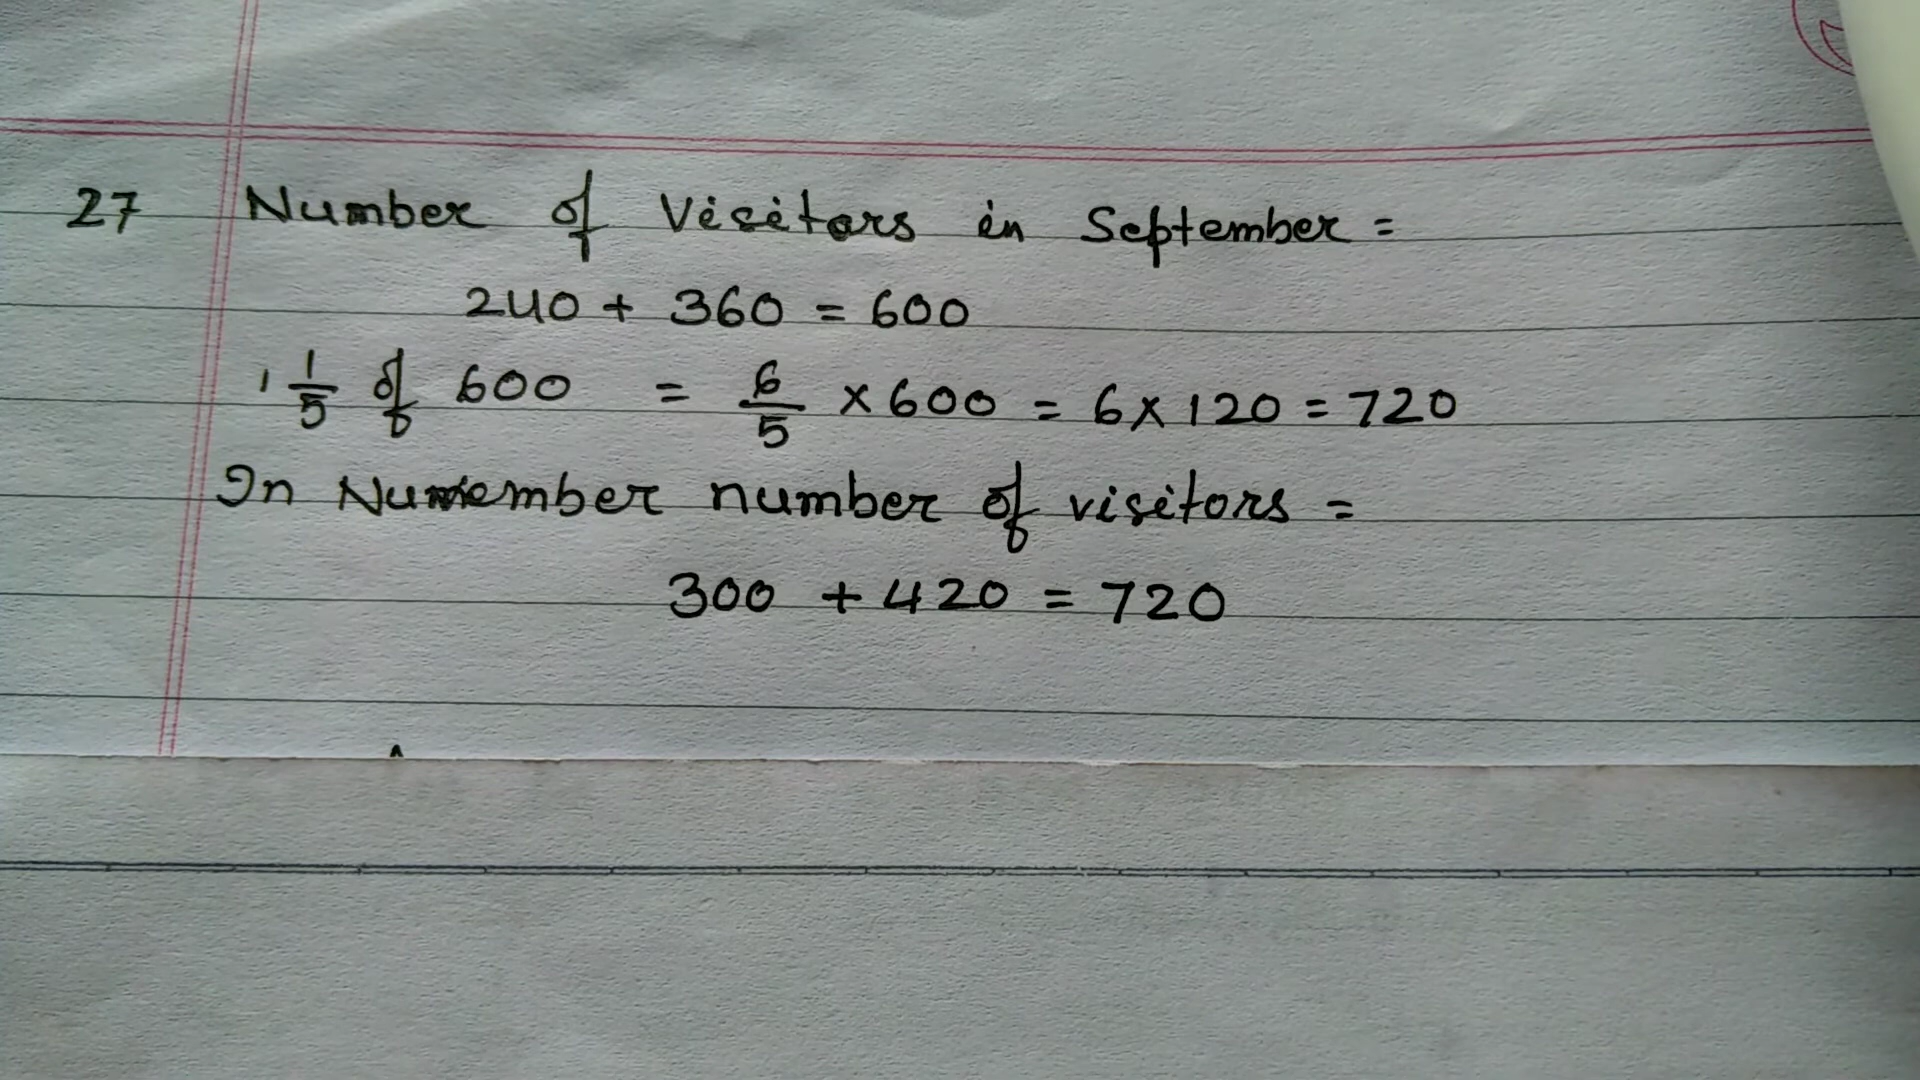 27 Number of Visitors in September =
240 + 360 = 600
1 1/5 of 600 = 6/5 × 600 = 6 × 120 = 720
In Numember number of visitors =
300 + 420 = 720